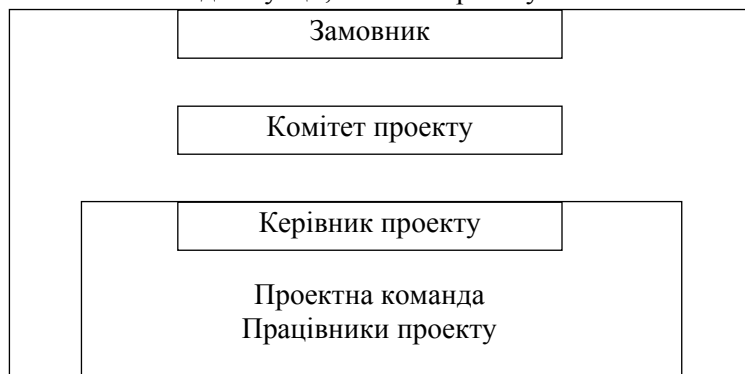 Замовник
Комітет проекту
Керівник проекту
Проектна команда
Працівники проекту